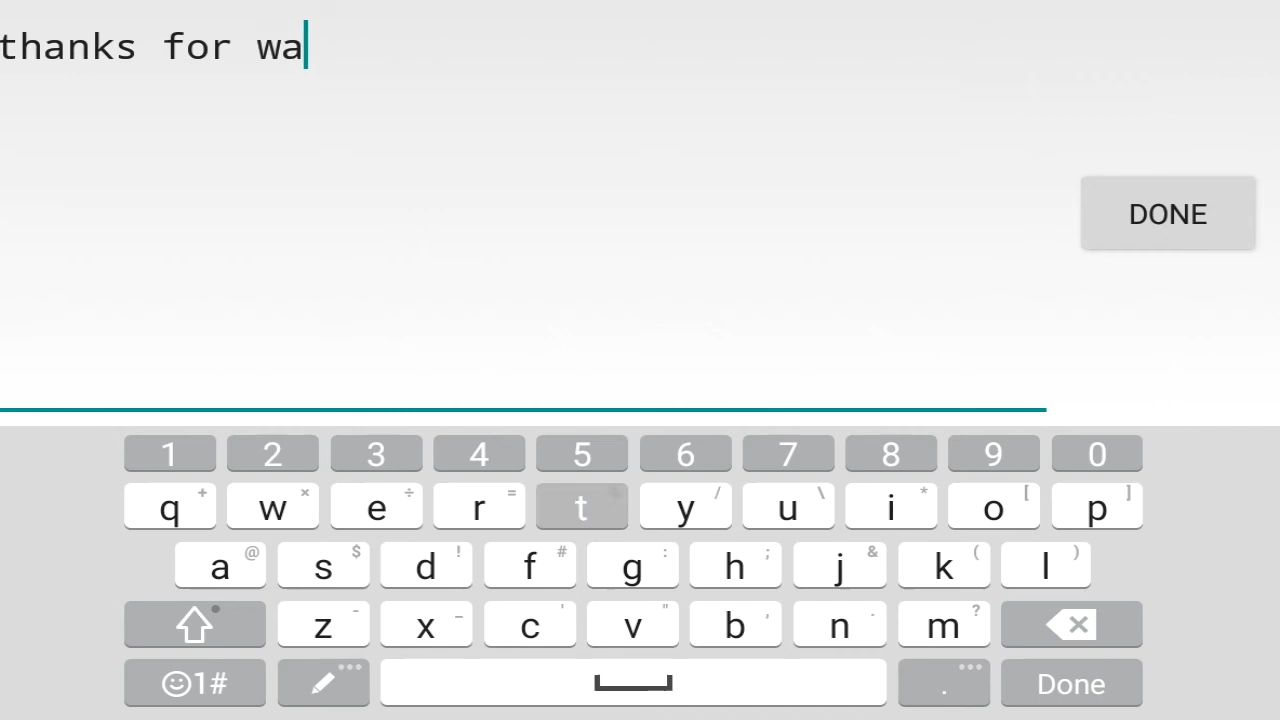 thanks for wa
DONE
1 2 3 4 5 6 7 8 9 0
q + w × e ÷ r = t y / u \ i * o [ p ]
a @ s $ d ! f # g : h ; j & k ( l )
z - x _ c ' v " b , n . m ?
1# . Done